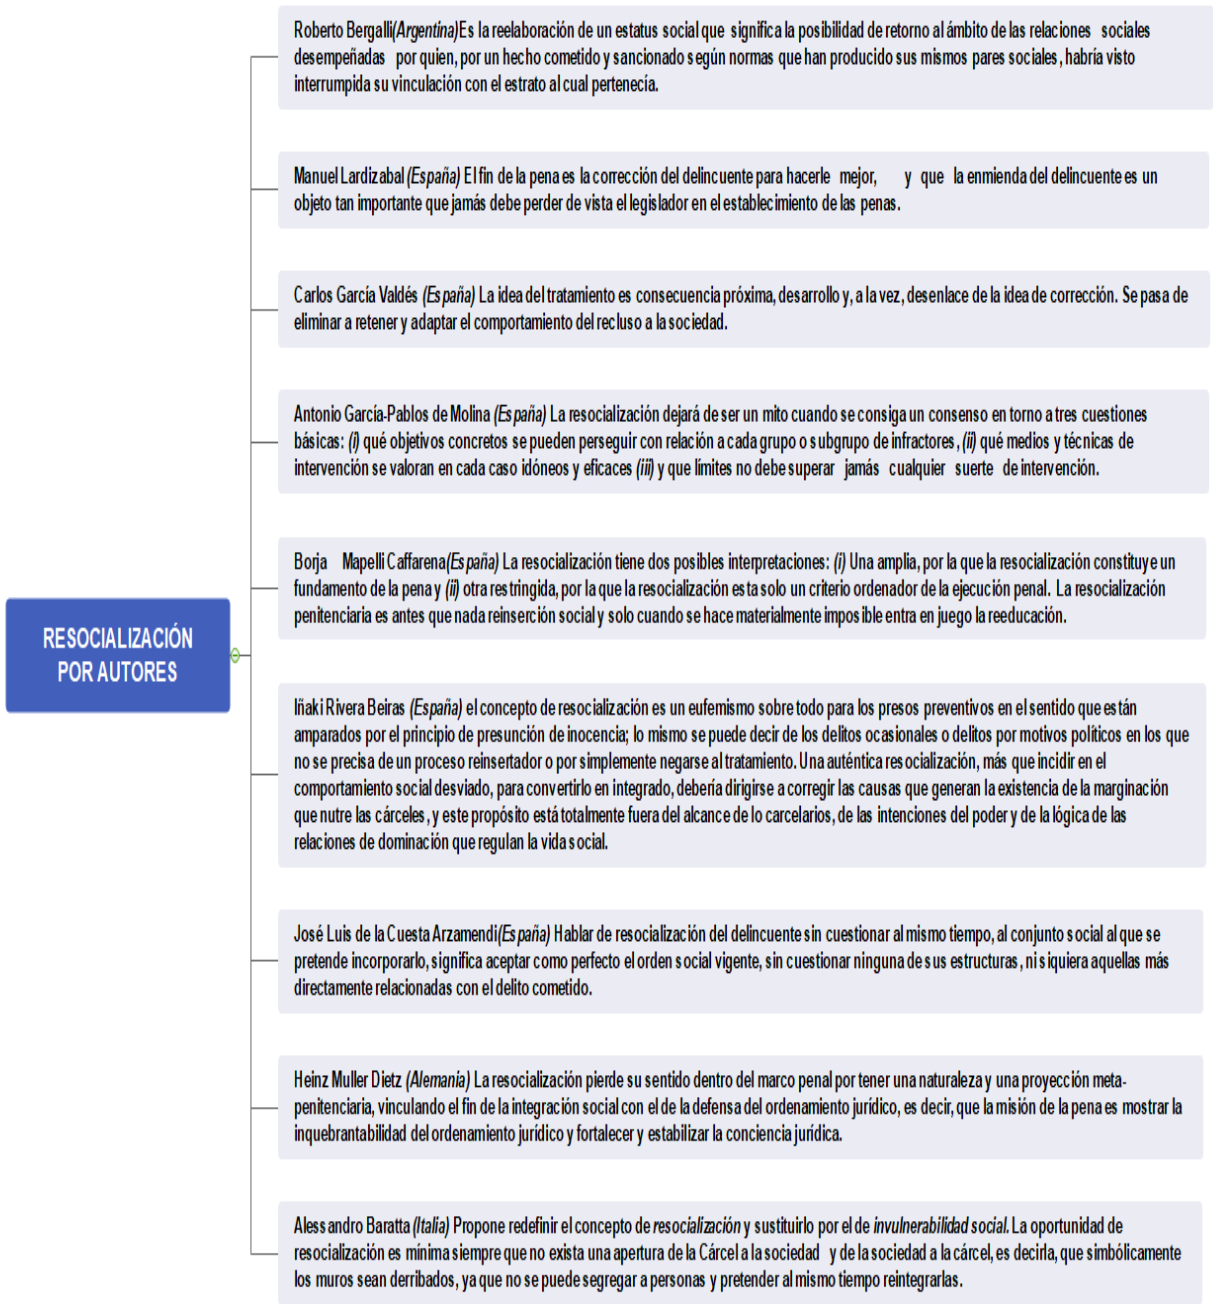 Roberto Bergalli(Argentina)Es la reelaboración de un estatus social que significa la posibilidad de retorno al ámbito de las relaciones sociales
desempeñadas por quien, por un hecho cometido y sancionado según normas que han producido sus mismos pares sociales, habría visto
interrumpida su vinculación con el estrato al cual pertenecía.
Manuel Lardizabal (España) El fin de la pena es la corrección del delincuente para hacerle mejor, y que la enmienda del delincuente es un
objeto tan importante que jamás debe perder de vista el legislador en el establecimiento de las penas.
Carlos García Valdés (España) La idea del tratamiento es consecuencia próxima, desarrollo y, a la vez, desenlace de la idea de corrección. Se pasa de
eliminar a retener y adaptar el comportamiento del recluso a la sociedad.
Antonio García-Pablos de Molina (España) La resocialización dejará de ser un mito cuando se consiga un consenso en torno a tres cuestiones
básicas: (i) qué objetivos concretos se pueden perseguir con relación a cada grupo o subgrupo de infractores, (ii) qué medios y técnicas de
intervención se valoran en cada caso idóneos y eficaces (iii) y que límites no debe superar jamás cualquier suerte de intervención.
Borja Mapelli Caffarena(España) La resocialización tiene dos posibles interpretaciones: (i) Una amplia, por la que la resocialización constituye un
fundamento de la pena y (ii) otra restringida, por la que la resocialización esta solo un criterio ordenador de la ejecución penal. La resocialización
penitenciaria es antes que nada reinserción social y solo cuando se hace materialmente imposible entra en juego la reeducación.
RESOCIALIZACIÓN
POR AUTORES
Iñaki Rivera Beiras (España) el concepto de resocialización es un eufemismo sobre todo para los presos preventivos en el sentido que están
amparados por el principio de presunción de inocencia; lo mismo se puede decir de los delitos ocasionales o delitos por motivos políticos en los que
no se precisa de un proceso reinsertador o por simplemente negarse al tratamiento. Una auténtica resocialización, más que incidir en el
comportamiento social desviado, para convertirlo en integrado, debería dirigirse a corregir las causas que generan la existencia de la marginación
que nutre las cárceles, y este propósito está totalmente fuera del alcance de lo carcelarios, de las intenciones del poder y de la lógica de las
relaciones de dominación que regulan la vida social.
José Luis de la Cuesta Arzamendi(España) Hablar de resocialización del delincuente sin cuestionar al mismo tiempo, al conjunto social al que se
pretende incorporarlo, significa aceptar como perfecto el orden social vigente, sin cuestionar ninguna de sus estructuras, ni siquiera aquellas más
directamente relacionadas con el delito cometido.
Heinz Muller Dietz (Alemania) La resocialización pierde su sentido dentro del marco penal por tener una naturaleza y una proyección meta-
penitenciaria, vinculando el fin de la integración social con el de la defensa del ordenamiento jurídico, es decir, que la misión de la pena es mostrar la
inquebrantabilidad del ordenamiento jurídico y fortalecer y estabilizar la conciencia jurídica.
Alessandro Baratta (Italia) Propone redefinir el concepto de resocialización y sustituirlo por el de invulnerabilidad social. La oportunidad de
resocialización es mínima siempre que no exista una apertura de la Cárcel a la sociedad y de la sociedad a la cárcel, es decirla, que simbólicamente
los muros sean derribados, ya que no se puede segregar a personas y pretender al mismo tiempo reintegrarlas.